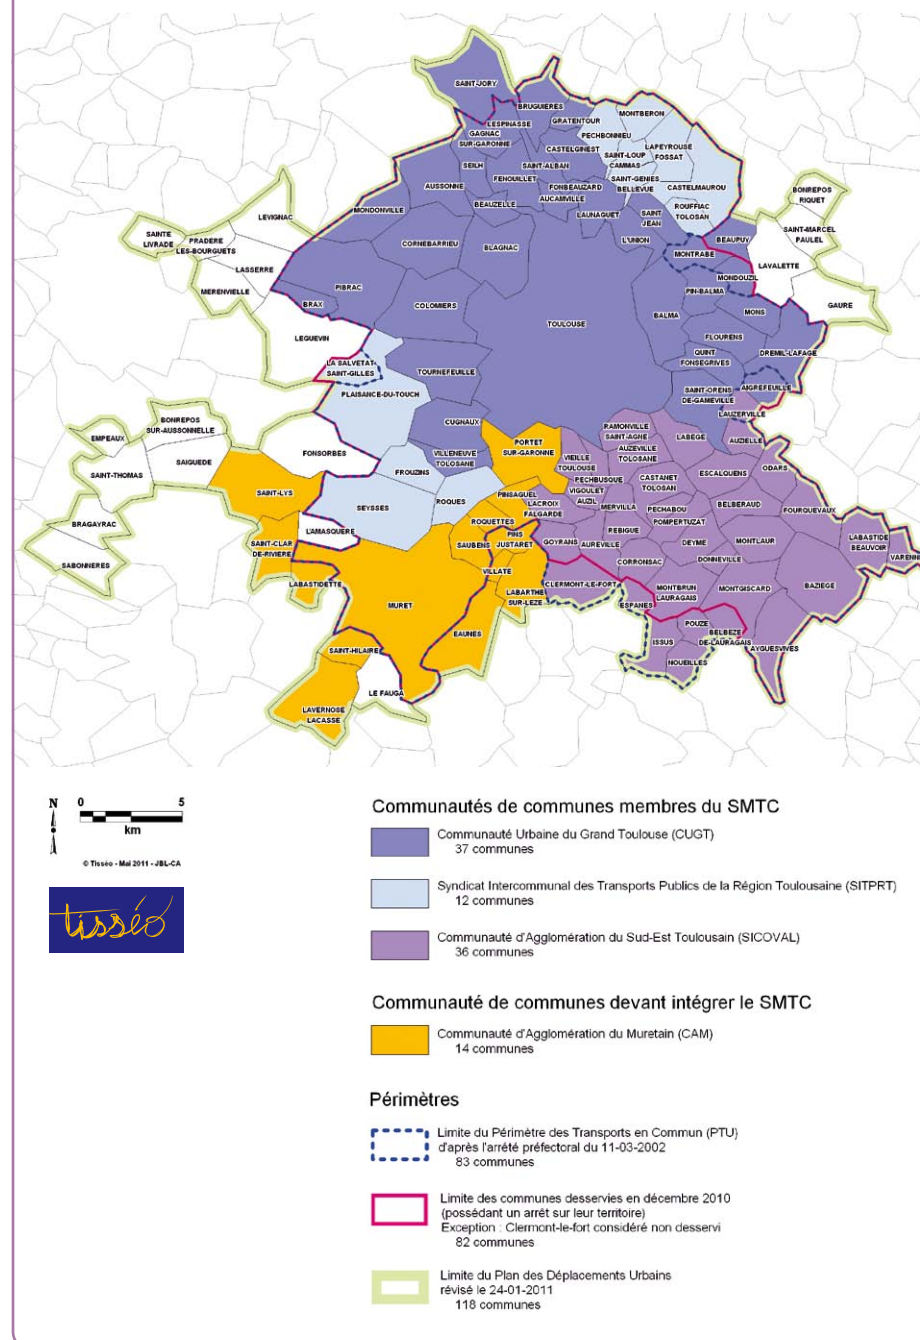 SAINT-JORY
BRUGUIÈRES
MONTBERON
LESPINASSE
GRATENTOUR
PECHBONNIEU
GAGNAC
SUR-GARONNE
CASTELGINEST
LAPEYROUSE
FOSSAT
SAINT-LOUP
CAMMAS
SEILH
SAINT-ALBAN
FENOUILLET
SAINT-GENIES
BELLEVUE
AUSSONNE
FONBEAUZARD
CASTELMAUROU
BONREPOS
RIQUET
AUCAMVILLE
BEAUZELLE
ROUFFIAC
TOLOSAN
MONDONVILLE
LAUNAGUET
SAINT
JEAN
LEVIGNAC
SAINT-MARCEL
PAULEL
SAINTE
LIVRADE
PRADERE
LES-BOURGUETS
CORNEBARRIEU
BLAGNAC
L'UNION
BEAUPUY
MONTRABE
LAVALETTE
LASSERRE
MONDOUZIL
MERENVIELLE
PIBRAC
PIN-BALMA
BRAX
COLOMIERS
GAURE
MONS
BALMA
TOULOUSE
LEGUEVIN
FLOURENS
QUINT
FONSEGRIVES
DREMIL-LAFAGE
LA SALVETAT-
SAINT-GILLES
TOURNEFEUILLE
AIGREFEUILLE
PLAISANCE-DU-TOUCH
SAINT-ORENS
DE-GAMEVILLE
LAUZERVILLE
BONREPOS
SUR-AUSSONNELLE
CUGNAUX
RAMONVILLE
SAINT-AGNE
EMPEAUX
PORTET
SUR-GARONNE
LABEGE
AUZIELLE
FONSORBES
VILLENEUVE
TOLOSANE
VIEILLE
TOULOUSE
AUZEVILLE
TOLOSANE
SAIGUEDE
SAINT-THOMAS
FROUZINS
PECHBUSQUE
ESCALQUENS
ODARS
CASTANET
TOLOSAN
VIGOULET
AUZIL
SAINT-LYS
PINSAGUEL
ROQUES
LACROIX
FALGARDE
MERVILLA
BELBERAUD
FOURQUEVAUX
SEYSSES
PECHABOU
BRAGAYRAC
ROQUETTES
POMPERTUZAT
L'AMASQUERE
REBIGUE
PINS
JUSTARET
GOYRANS
AUREVILLE
DEYME
MONTLAUR
LABASTIDE
BEAUVOIR
SAINT-CLAR
DE-RIVIERE
SAUBENS
VARENN
SABONNERES
CORRONSAC
DONNEVILLE
VILLATE
LABASTIDETTE
CLERMONT-LE-FORT
LABARTHE
SUR-LEZE
MONTBRUN
LAURAGAIS
MONTGISCARD
BAZIEGE
MURET
ESPANES
POUZE
EAUNES
BELBEZE
DE-LAURAGAIS
ISSUS
AYGUESVIVES
SAINT-HILAIRE
NOUEILLES
LE FAUGA
LAVERNOSE
LACASSE
N
0 5
km
© Tisséo - Mai 2011 - JBL-CA
tisséo
Communautés de communes membres du SMTC
Communauté Urbaine du Grand Toulouse (CUGT)
37 communes
Syndicat Intercommunal des Transports Publics de la Région Toulousaine (SITPRT)
12 communes
Communauté d'Agglomération du Sud-Est Toulousain (SICOVAL)
36 communes
Communauté de communes devant intégrer le SMTC
Communauté d'Agglomération du Muretain (CAM)
14 communes
Périmètres
Limite du Périmètre des Transports en Commun (PTU)
d'après l'arrété préfectoral du 11-03-2002
83 communes
Limite des communes desservies en décembre 2010
(possédant un arrêt sur leur territoire)
Exception : Clermont-le-fort considéré non desservi
82 communes
Limite du Plan des Déplacements Urbains
révisé le 24-01-2011
118 communes